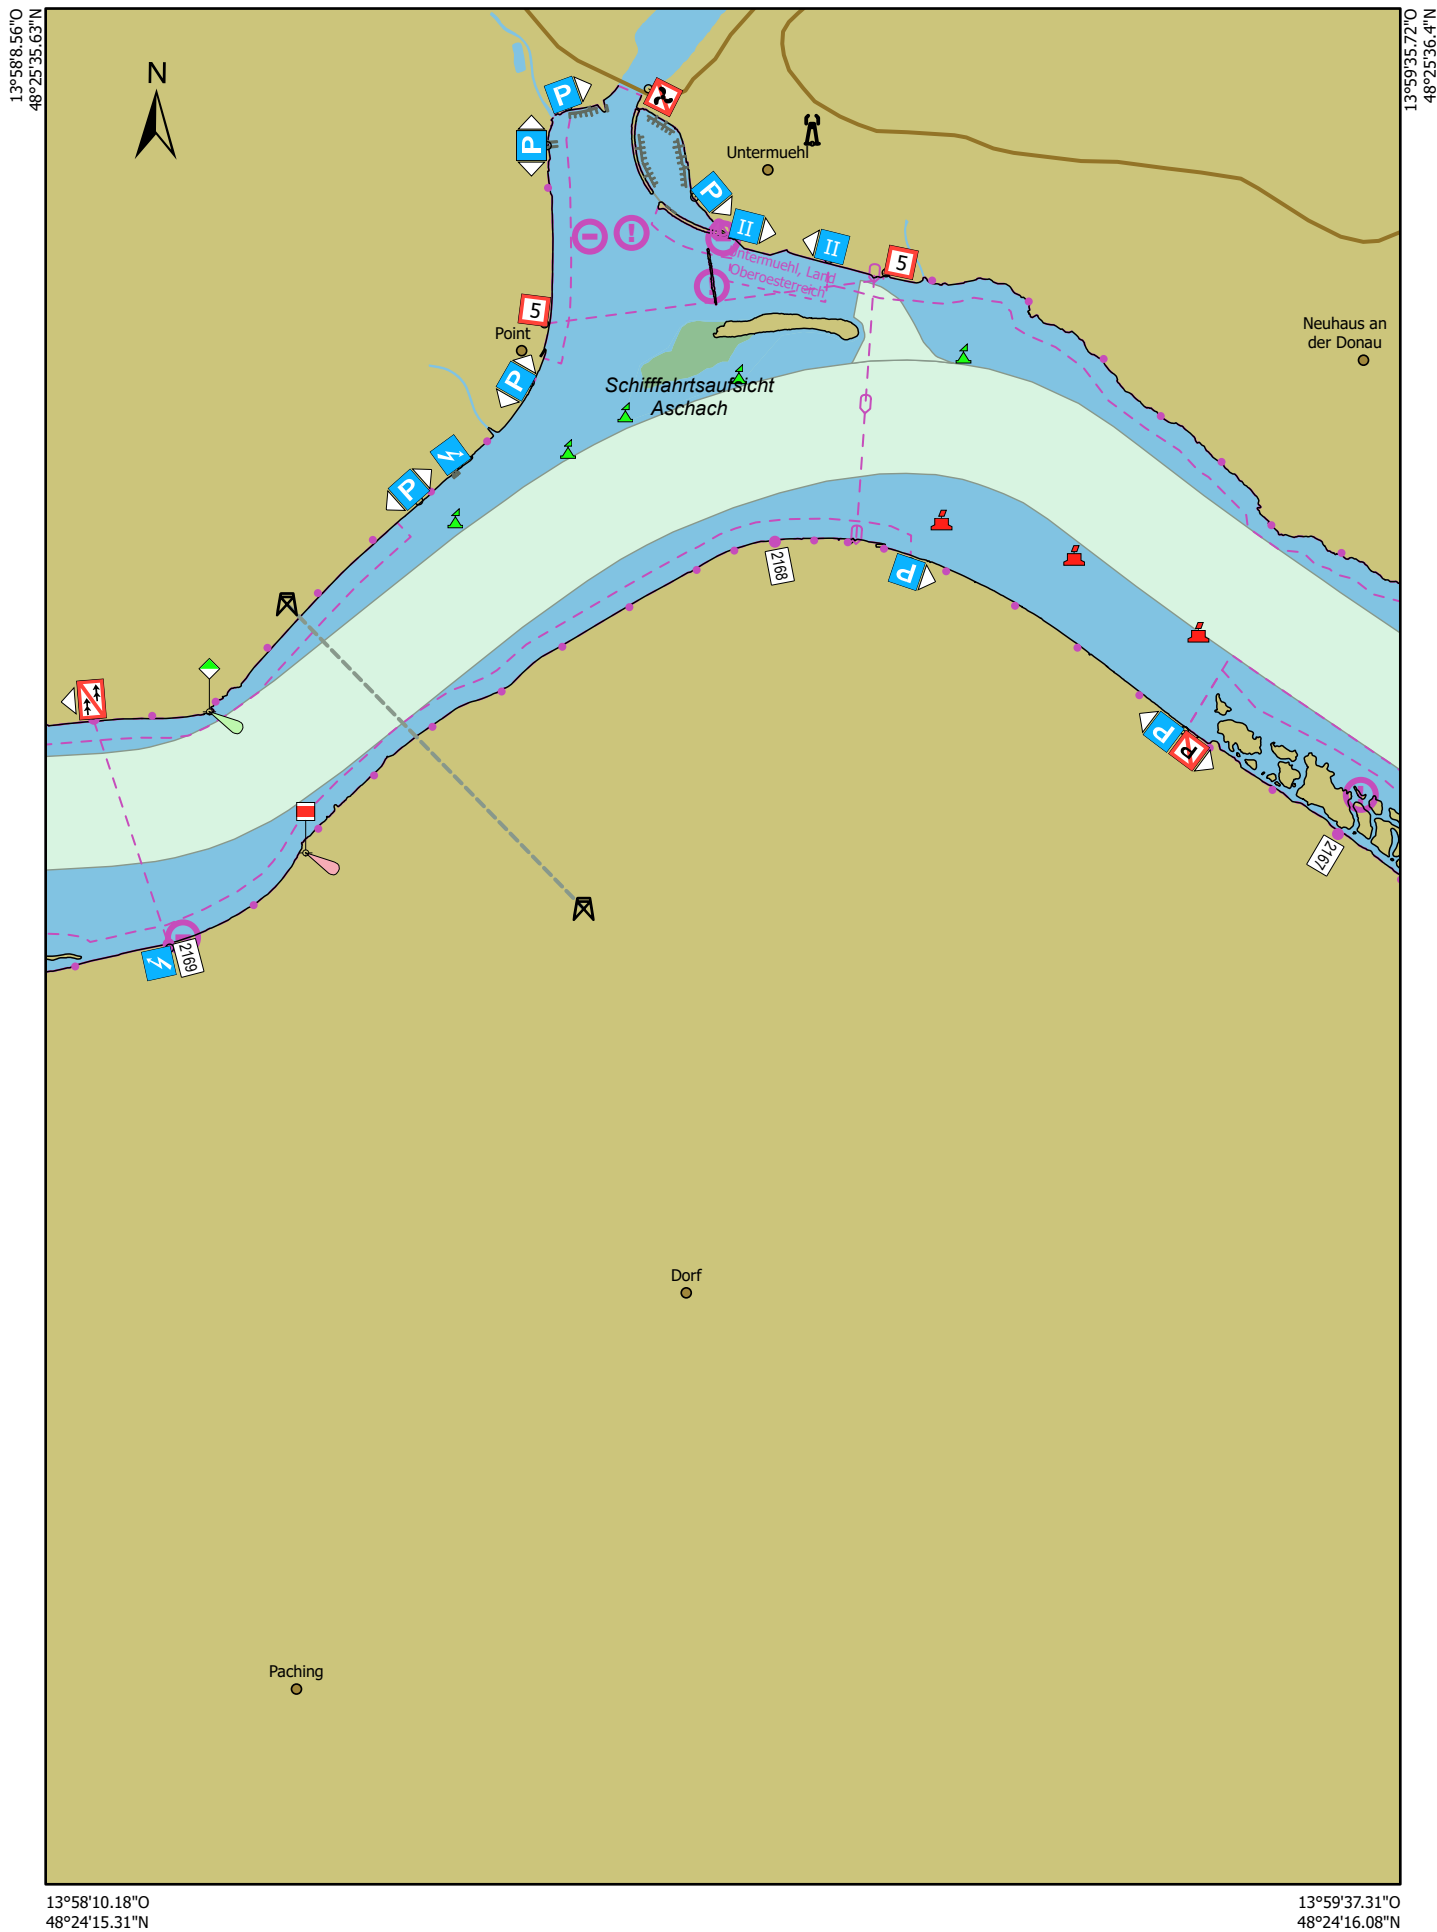 13°58'8.56"O
48°25'35.63"N
13°59'35.72"O
48°25'36.4"N
N
P
P
Untermuehl
P
II
II
5
Untermuehl, Land
Oberoesterreich
5
Point
Neuhaus an
der Donau
P
Schifffahrtsaufsicht
Aschach
P
2168
P
P
R
2167
2169
Dorf
Paching
13°58'10.18"O
48°24'15.31"N
13°59'37.31"O
48°24'16.08"N